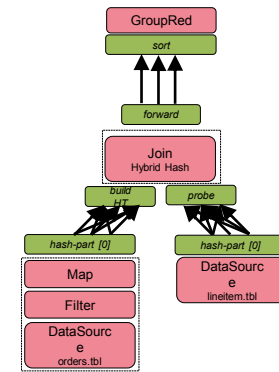 GroupRed
sort
forward
Join
Hybrid Hash
build
HT
probe
hash-part [0]
hash-part [0]
Map
DataSourc
e
lineitem.tbl
Filter
DataSourc
e
orders.tbl